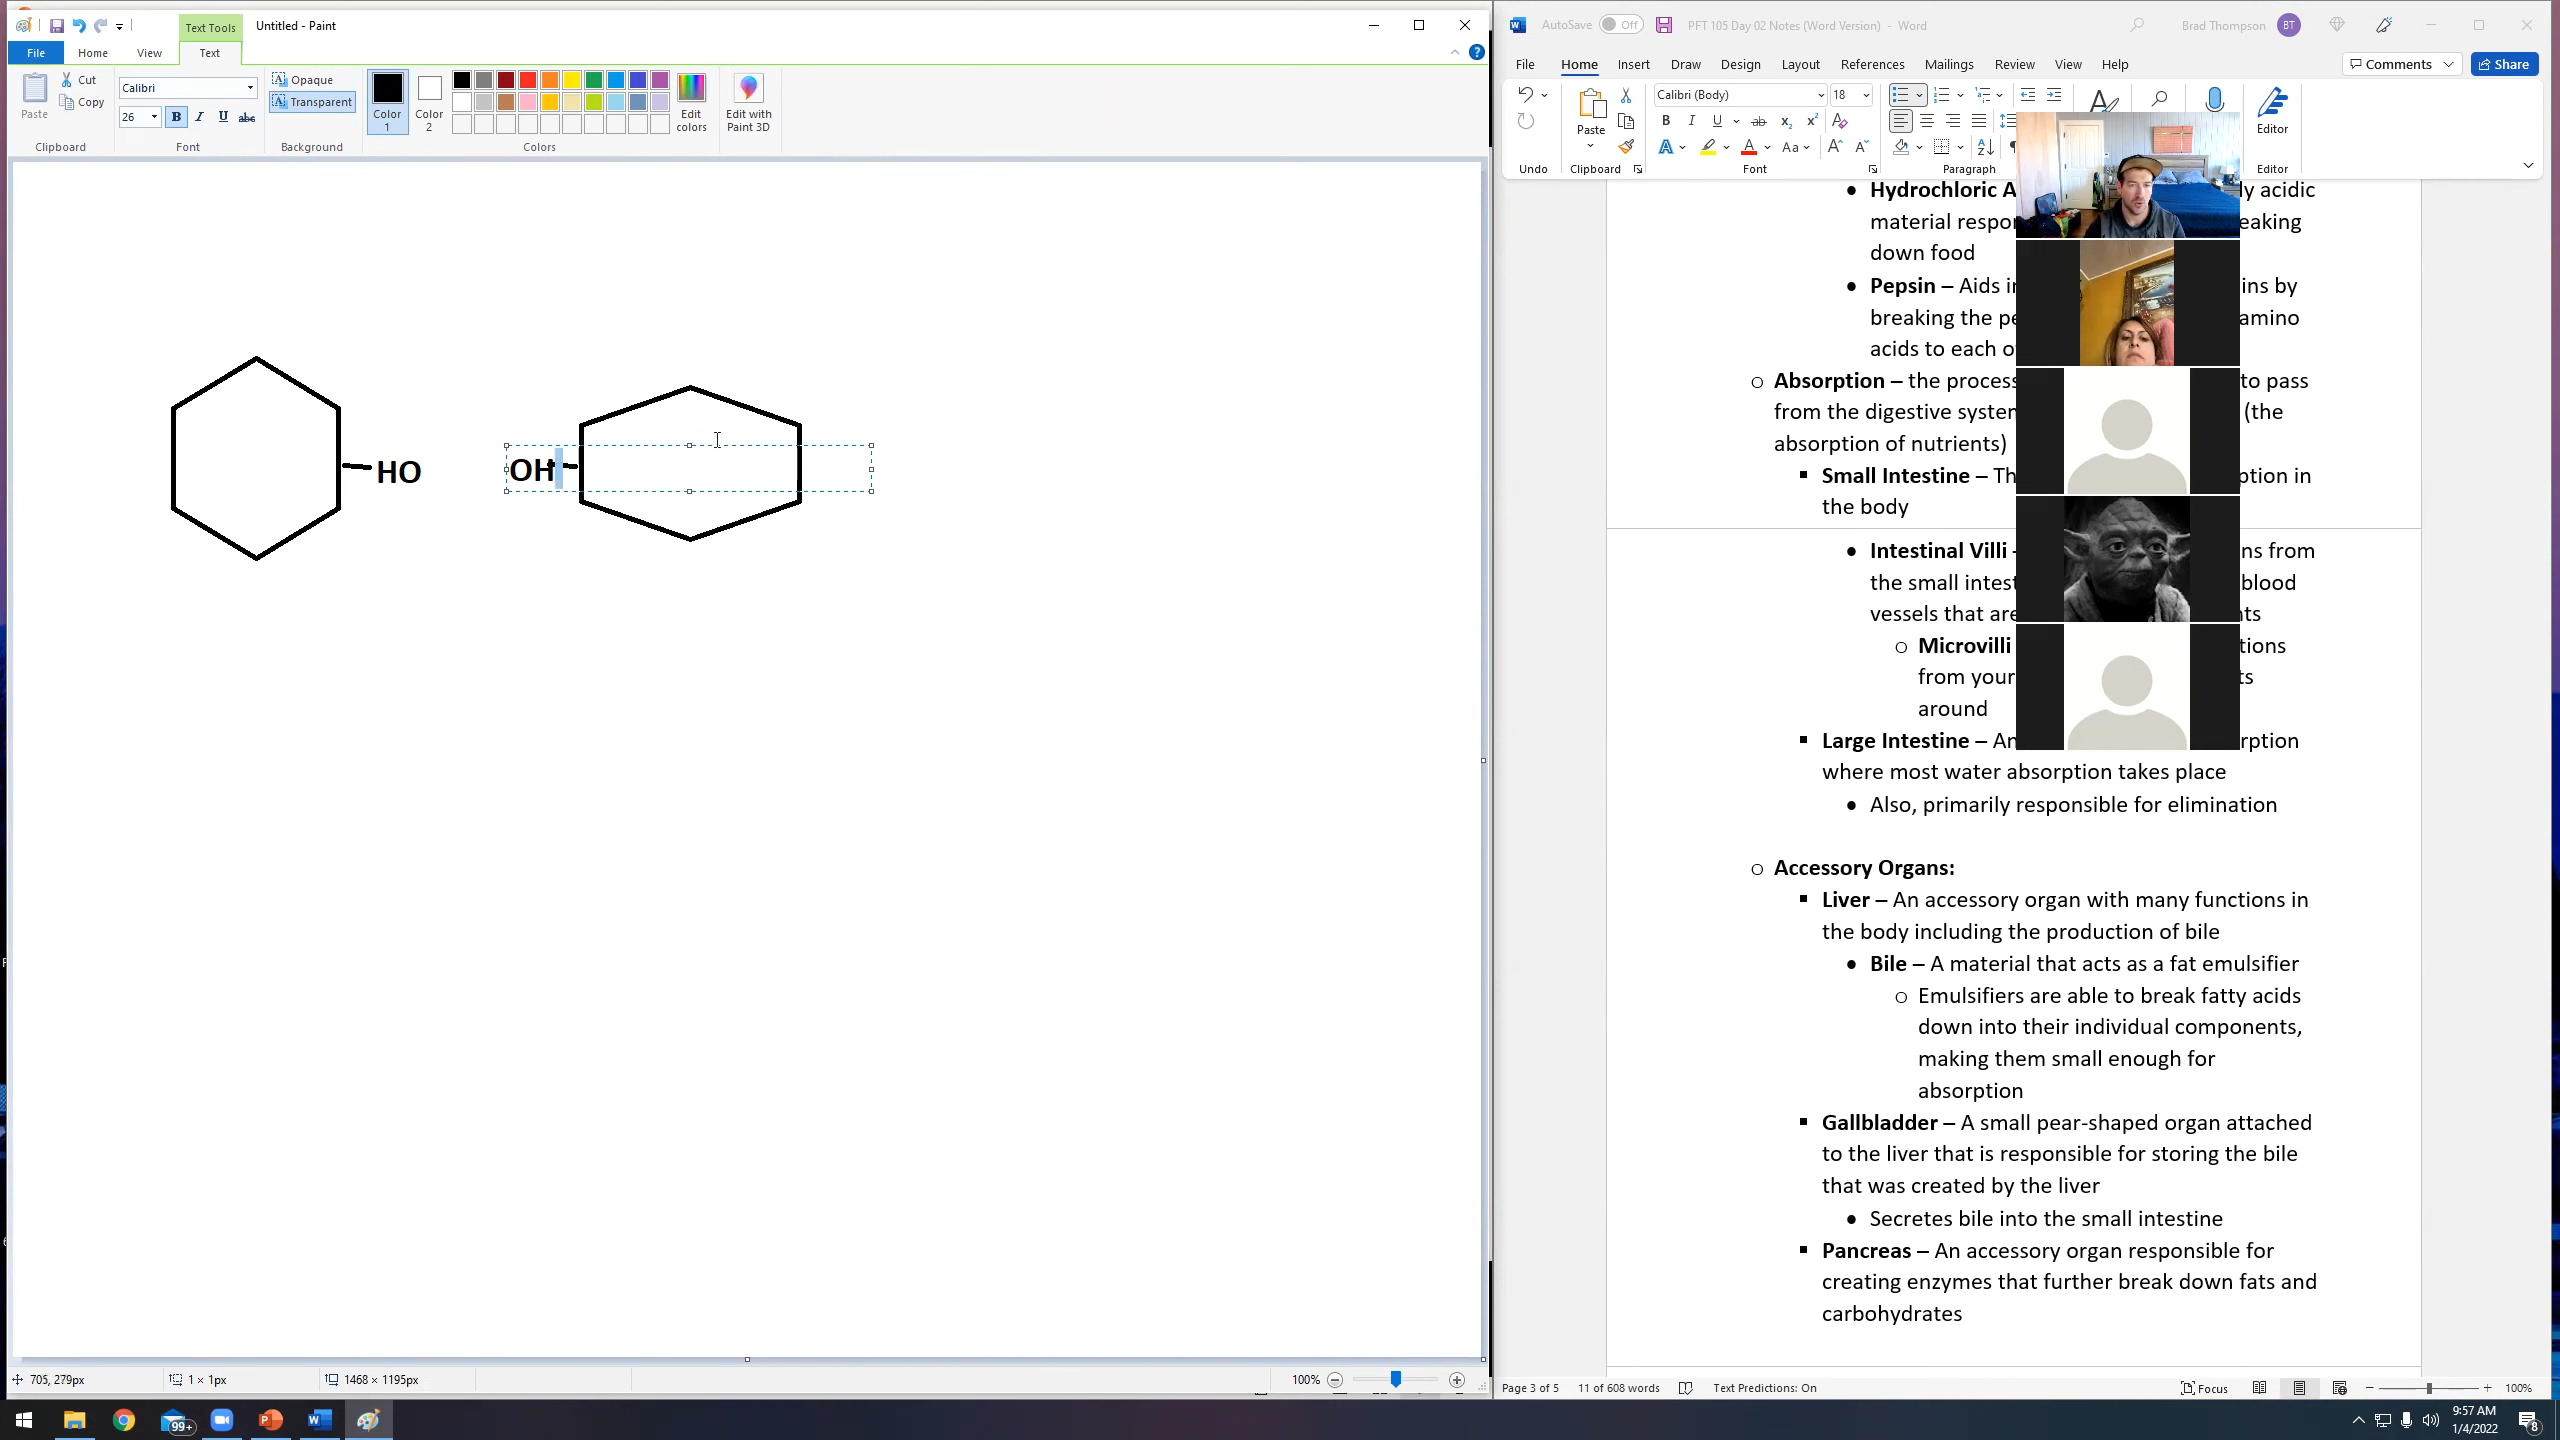 Text Tools
Untitled - Paint
File
Home
View
Text
Paste
Cut
Copy
Clipboard
Calibri
26
B
I
U
abc
Font
Opaque
Transparent
Background
Color 1
Color 2
Edit colors
Edit with Paint 3D
Colors
HO
OH
705, 279px
1 × 1px
1468 × 1195px
100%
AutoSave
Off
PFT 105 Day 02 Notes (Word Version) - Word
Brad Thompson
BT
File
Home
Insert
Draw
Design
Layout
References
Mailings
Review
View
Help
Comments
Share
Undo
Paste
Clipboard
Calibri (Body)
18
Font
Paragraph
Editor
Editor
Hydrochloric A
ly acidic
material respon
eaking
down food
Pepsin – Aids i
ins by
breaking the pe
amino
acids to each o
Absorption – the process
to pass
from the digestive system
(the
absorption of nutrients)
Small Intestine – Th
ption in
the body
Intestinal Villi
ns from
the small intest
blood
vessels that are
nts
Microvilli
tions
from your
ts
around
Large Intestine – An
rption
where most water absorption takes place
Also, primarily responsible for elimination
Accessory Organs:
Liver – An accessory organ with many functions in
the body including the production of bile
Bile – A material that acts as a fat emulsifier
Emulsifiers are able to break fatty acids
down into their individual components,
making them small enough for
absorption
Gallbladder – A small pear-shaped organ attached
to the liver that is responsible for storing the bile
that was created by the liver
Secretes bile into the small intestine
Pancreas – An accessory organ responsible for
creating enzymes that further break down fats and
carbohydrates
Page 3 of 5
11 of 608 words
Text Predictions: On
Focus
100%
99+
9:57 AM
1/4/2022
8